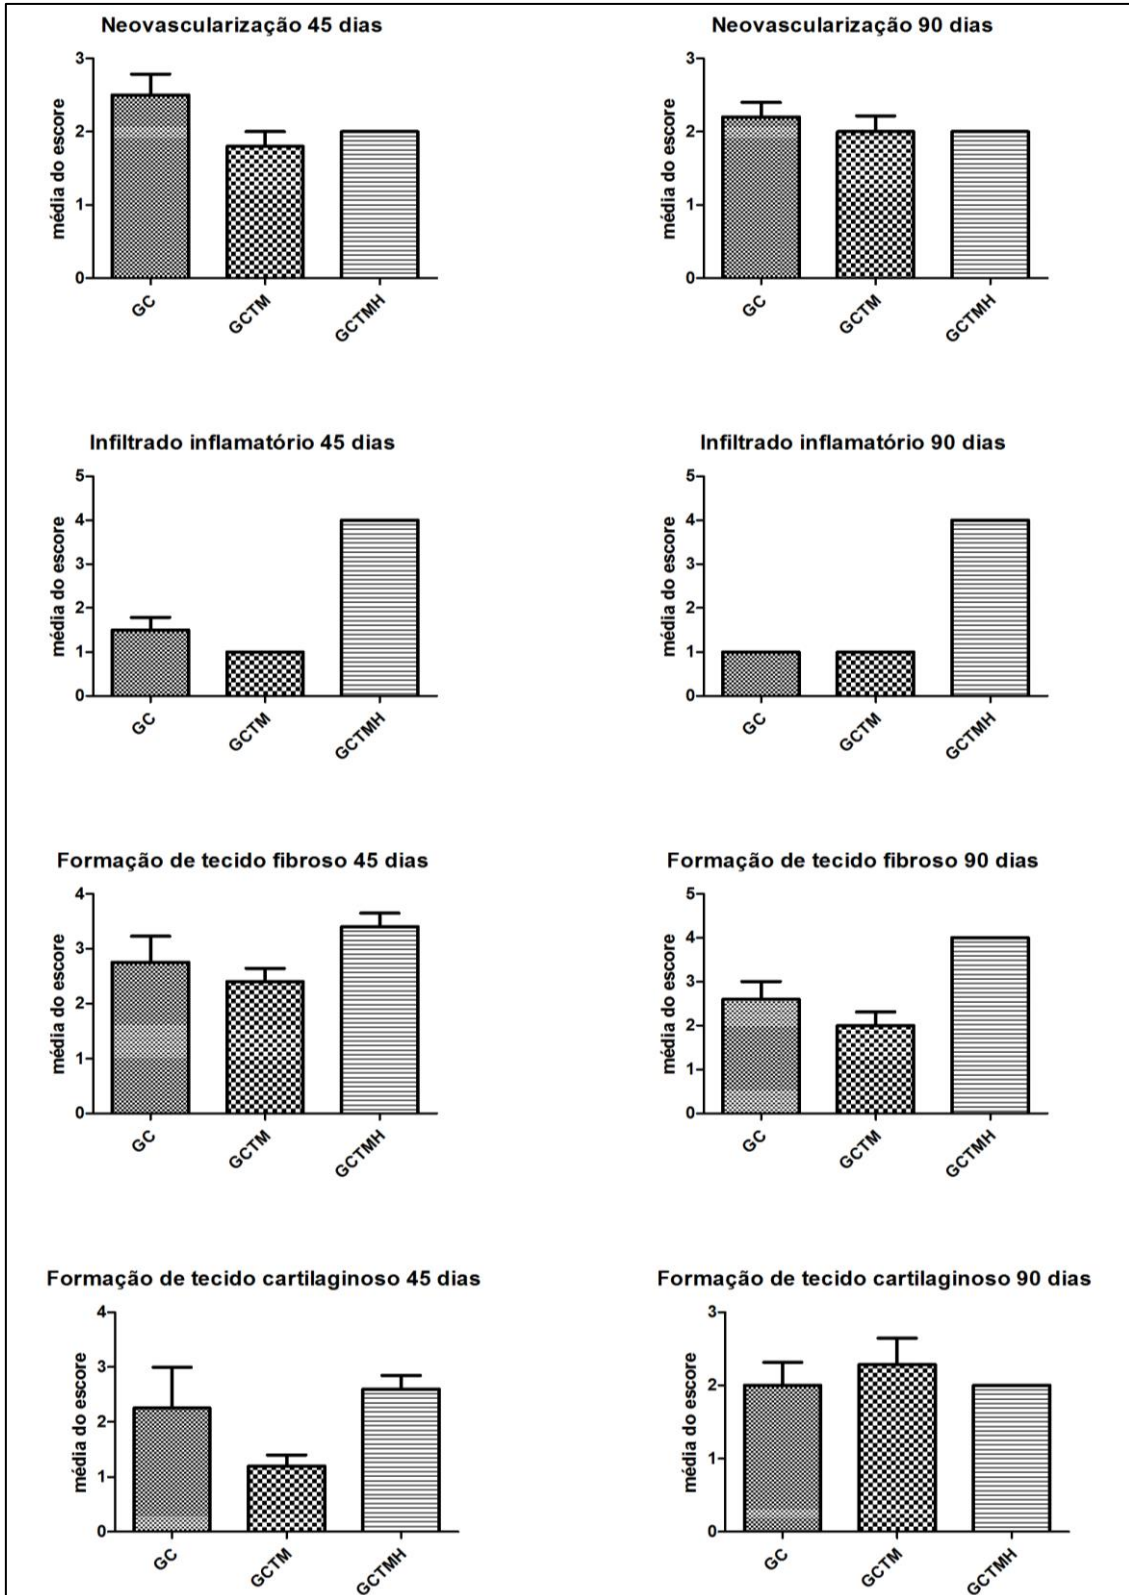 Neovascularização 45 dias
média do escore
3
2
1
0
GC
GCTM
GCTMH
Neovascularização 90 dias
média do escore
3
2
1
0
GC
GCTM
GCTMH
Infiltrado inflamatório 45 dias
média do escore
5
4
3
2
1
0
GC
GCTM
GCTMH
Infiltrado inflamatório 90 dias
média do escore
5
4
3
2
1
0
GC
GCTM
GCTMH
Formação de tecido fibroso 45 dias
média do escore
4
3
2
1
0
GC
GCTM
GCTMH
Formação de tecido fibroso 90 dias
média do escore
5
4
3
2
1
0
GC
GCTM
GCTMH
Formação de tecido cartilaginoso 45 dias
média do escore
4
3
2
1
0
GC
GCTM
GCTMH
Formação de tecido cartilaginoso 90 dias
média do escore
3
2
1
0
GC
GCTM
GCTMH